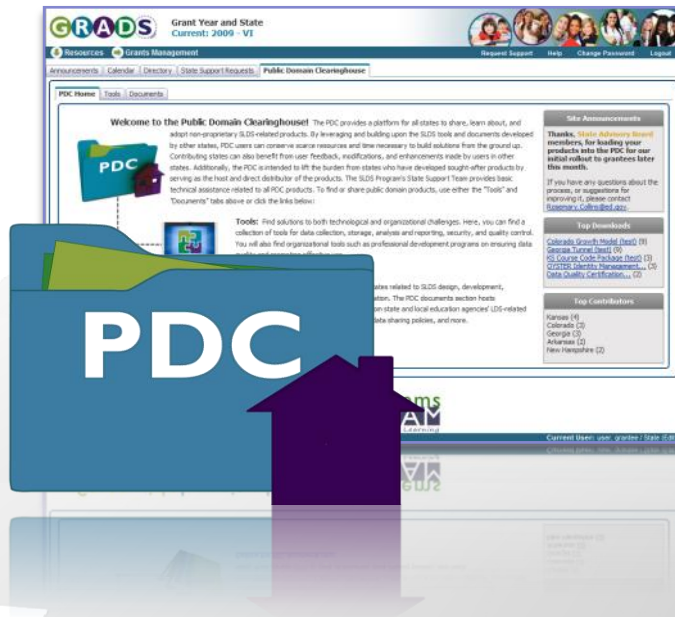 GRADS
Grant Year and State
Current: 2009 - VI
Resources Grants Management
Request Support Help Change Password Logout
Announcements Calendar Directory State Support Requests Public Domain Clearinghouse
PDC Home Tools Documents
Welcome to the Public Domain Clearinghouse! The PDC provides a platform for all states to share, learn about, and
adopt non-proprietary SLDS-related products. By leveraging and building upon the SLDS tools and documents developed
by other states, PDC users can conserve scarce resources and time necessary to build solutions from the ground up.
Contributing states can also benefit from user feedback, modifications, and enhancements made by users in other
states. Additionally, the PDC is intended to lift the burden from states who have developed sought-after products by
serving as the host and direct distributor of the products. The SLDS Program's State Support Team provides basic
technical assistance related to all PDC products. To find or share public domain products, use either the "Tools" and
"Documents" tabs above or click the links below:
PDC
Tools: Find solutions to both technological and organizational challenges. Here, you can find a
collection of tools for data collection, storage, analysis and reporting, security, and quality control.
You will also find organizational tools such as professional development programs on ensuring data
ates related to SLDS design, development,
ation. The PDC documents section hosts
om state and local education agencies' LDS-related
data sharing policies, and more.
Site Announcements
Thanks, State Advisory Board
members, for loading your
products into the PDC for our
initial rollout to grantees later
this month.
If you have any questions about the
process, or suggestions for
improving it, please contact
Rosemary.Collins@ed.gov.
Top Downloads
Colorado Growth Model (test) (9)
Georgia Tunnel (test) (9)
KS Course Code Package (test) (3)
OYSTER Identity Management... (3)
Data Quality Certification... (2)
Top Contributors
Kansas (4)
Colorado (3)
Georgia (3)
Arkansas (2)
New Hampshire (2)
PDC
ms
AM
Learning
Current User: user, grantee / State (Edit